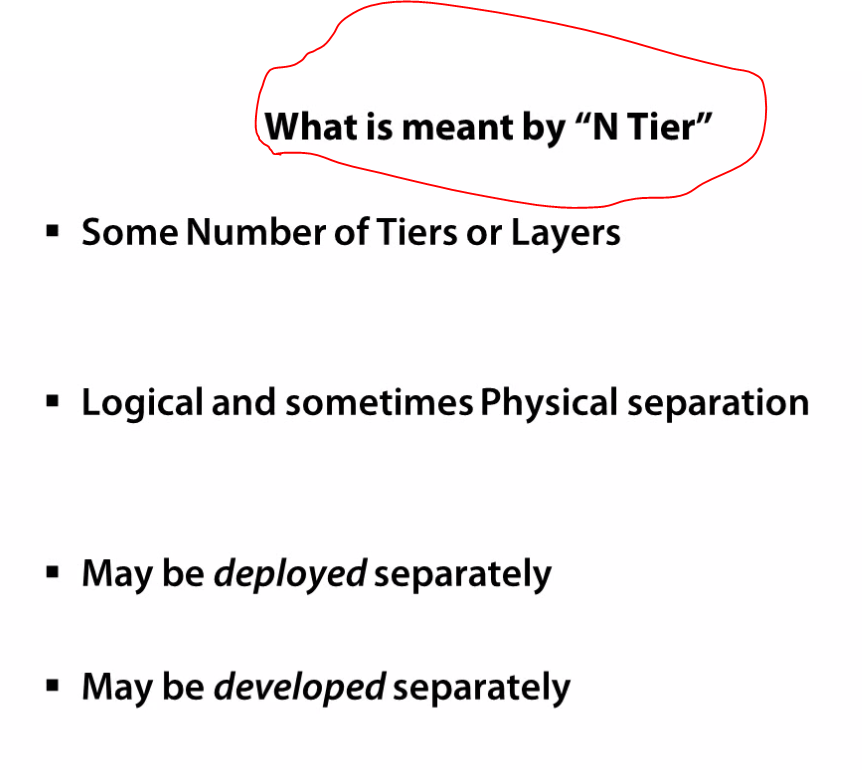 What is meant by “N Tier”
▪ Some Number of Tiers or Layers
▪ Logical and sometimes Physical separation
▪ May be deployed separately
▪ May be developed separately